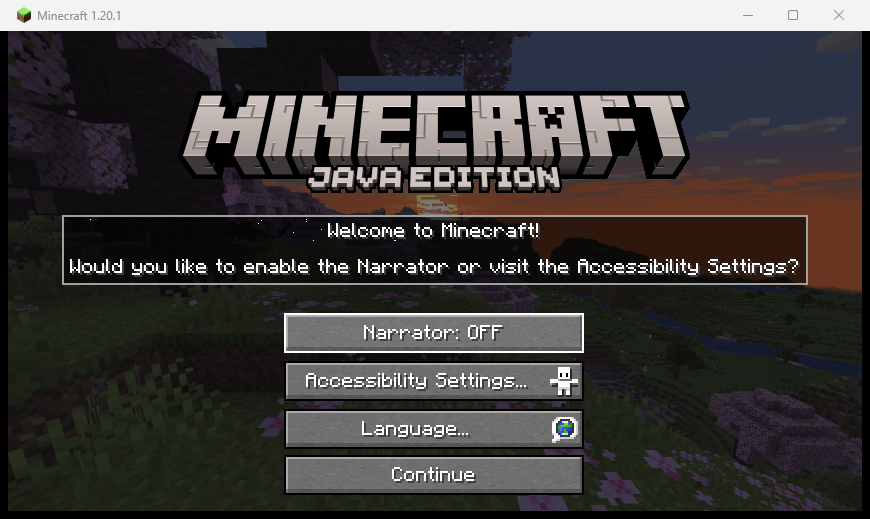 Minecraft 1.20.1
MINECRAFT
JAVA EDITION
Welcome to Minecraft!
Would you like to enable the Narrator or visit the Accessibility Settings?
Narrator: OFF
Accessibility Settings...
Language...
Continue